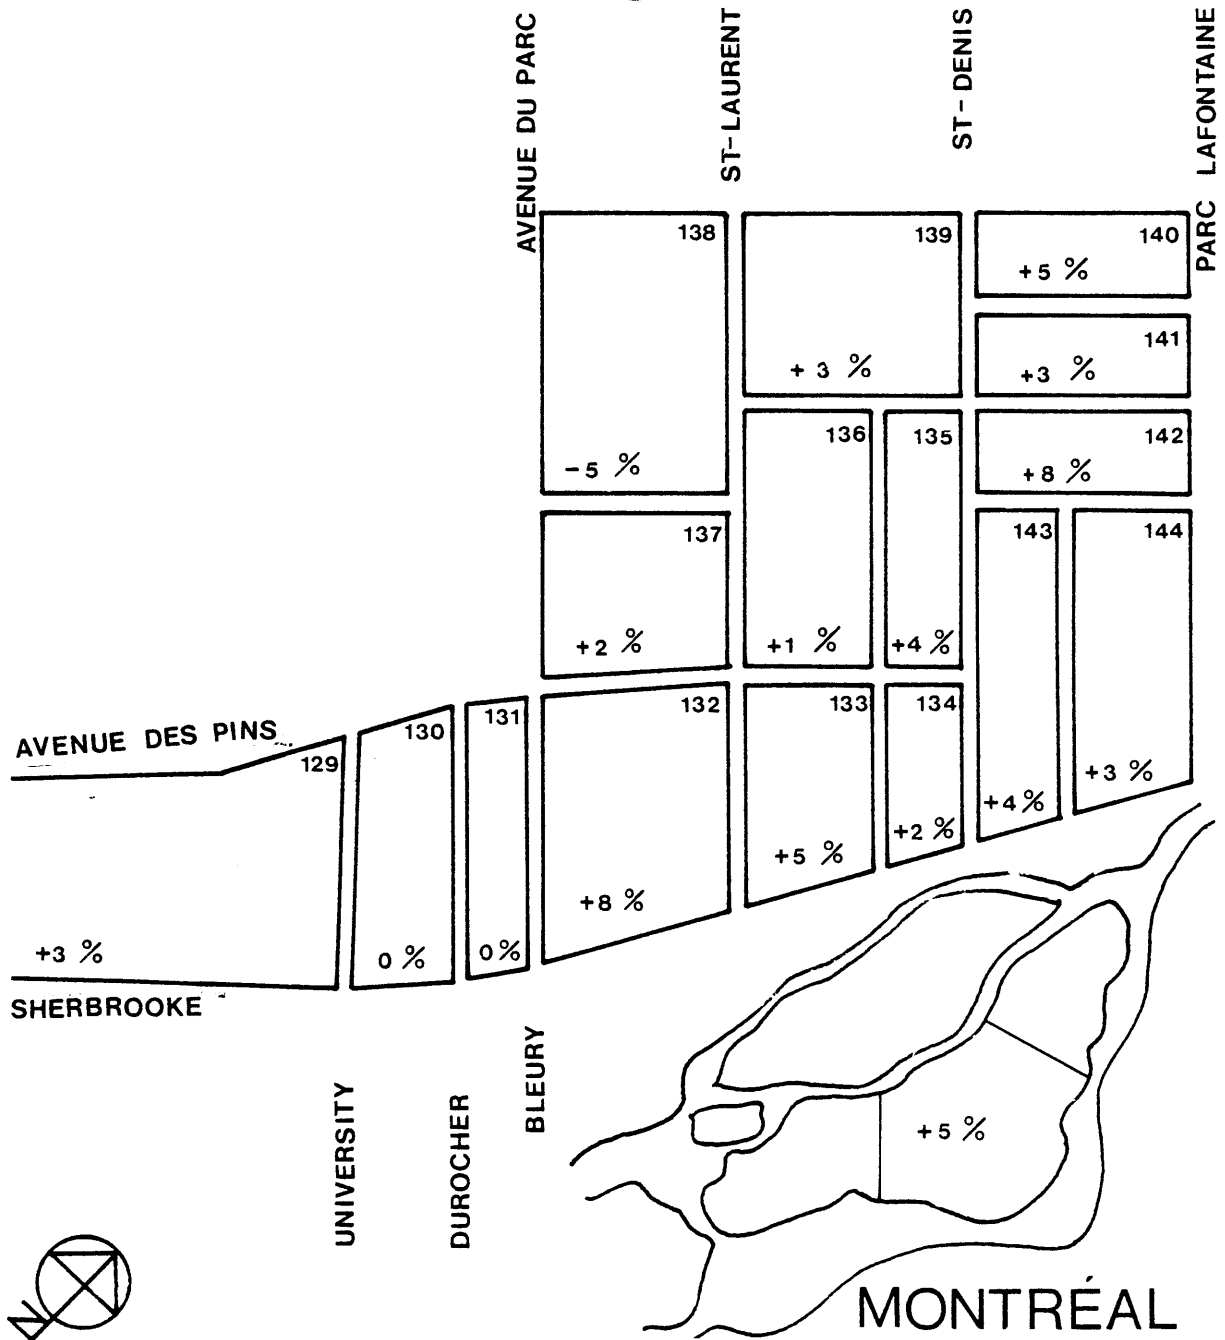 AVENUE DU PARC
ST-LAURENT
ST-DENIS
PARC LAFONTAINE
138
-5 %
139
+ 3 %
140
+5 %
141
+3 %
142
+8 %
137
+2 %
136
+1 %
135
+4 %
143
+4 %
144
+3 %
AVENUE DES PINS
129
+3 %
130
0 %
131
0 %
132
+8 %
133
+5 %
134
+2 %
SHERBROOKE
UNIVERSITY
DUROCHER
BLEURY
+5 %
N
MONTRÉAL